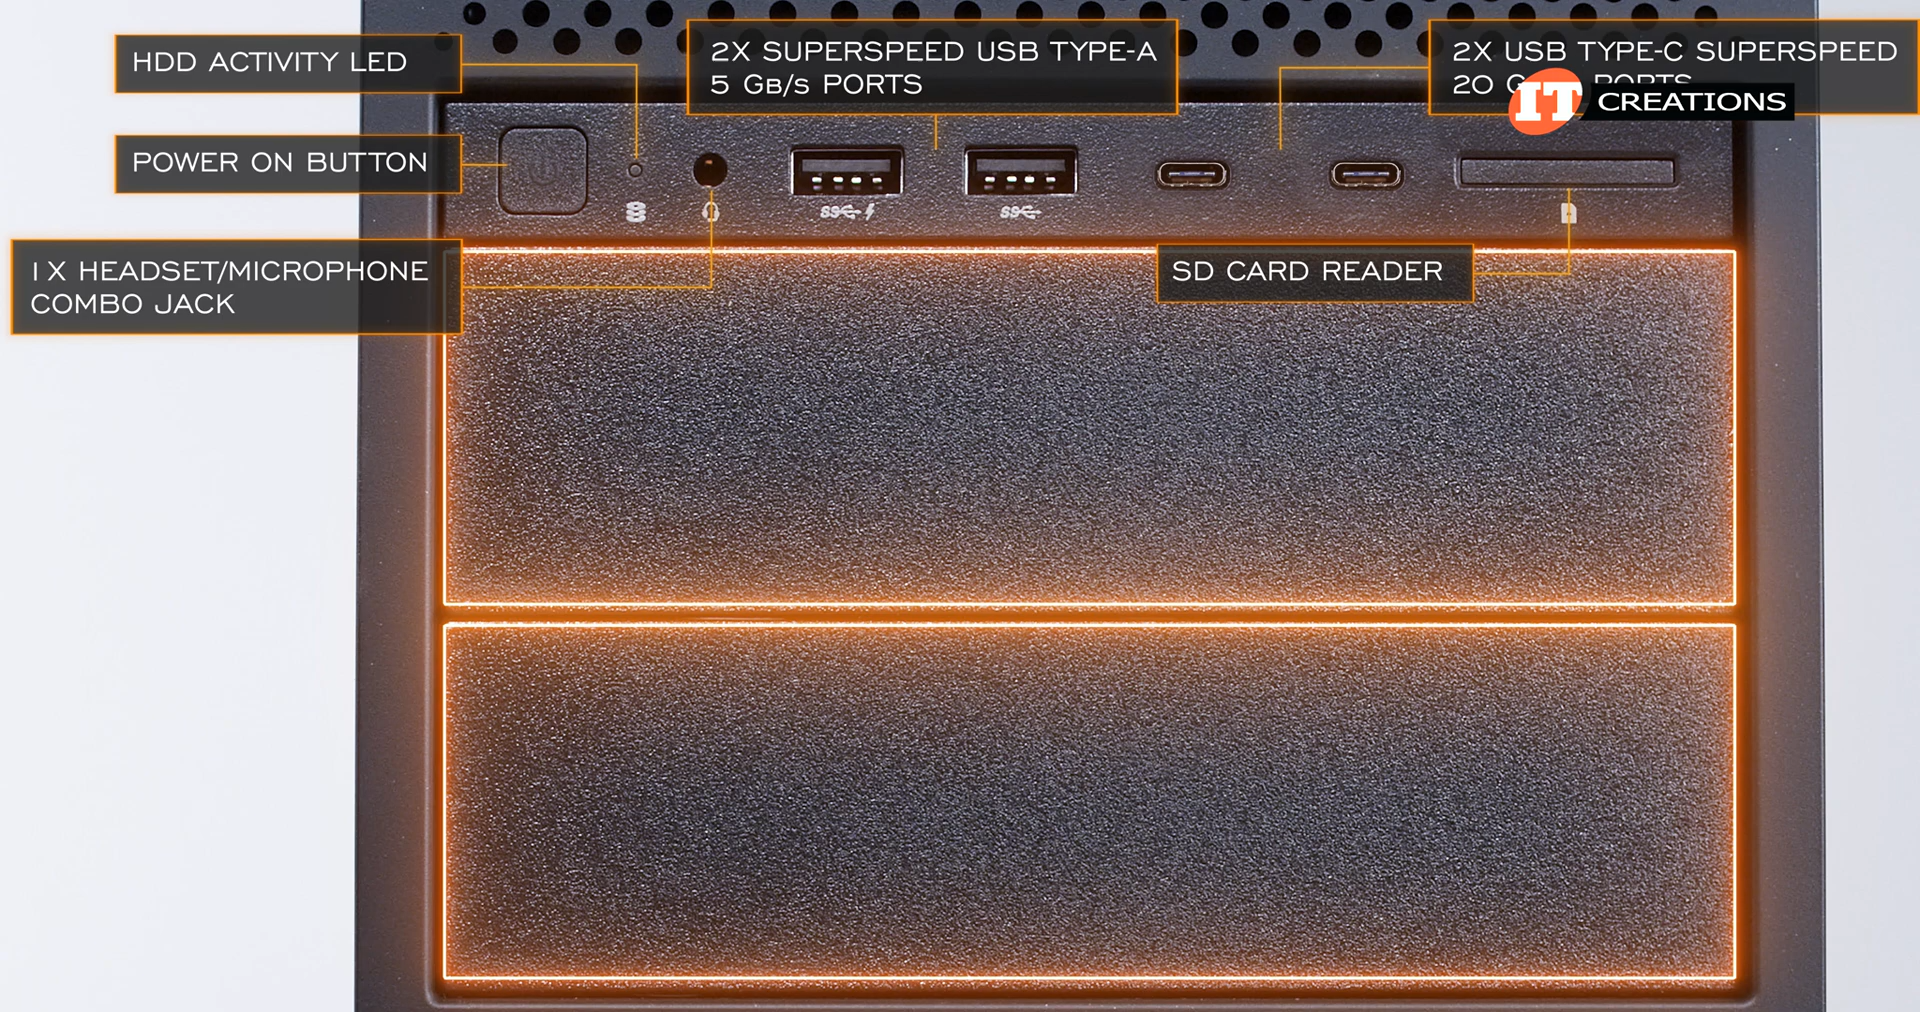 HDD ACTIVITY LED
2X SUPERSPEED USB TYPE-A
5 GB/S PORTS
2X USB TYPE-C SUPERSPEED
20 PORTS
IT CREATIONS
POWER ON BUTTON
1 X HEADSET/MICROPHONE
COMBO JACK
SD CARD READER